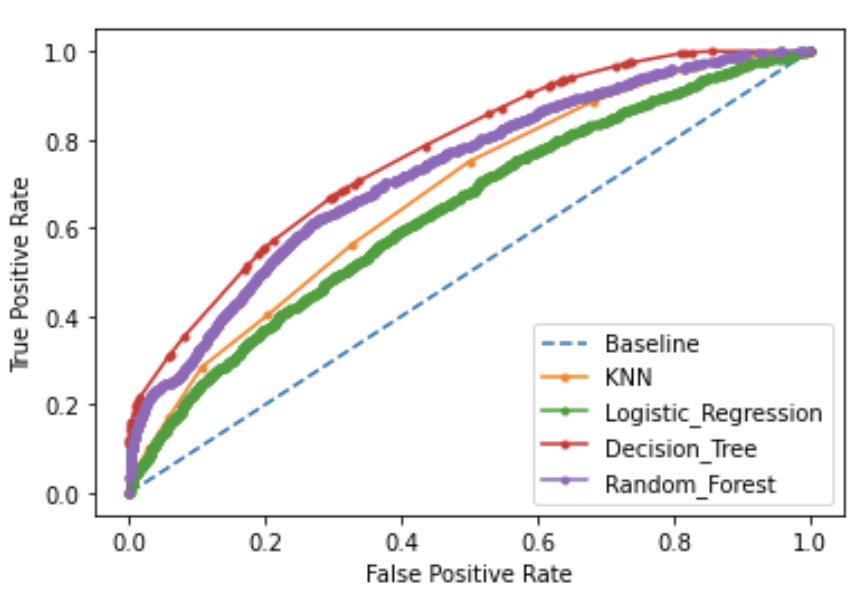 1.0
0.8
0.6
0.4
0.2
0.0
True Positive Rate
Baseline
KNN
Logistic_Regression
Decision_Tree
Random_Forest
0.0 0.2 0.4 0.6 0.8 1.0
False Positive Rate